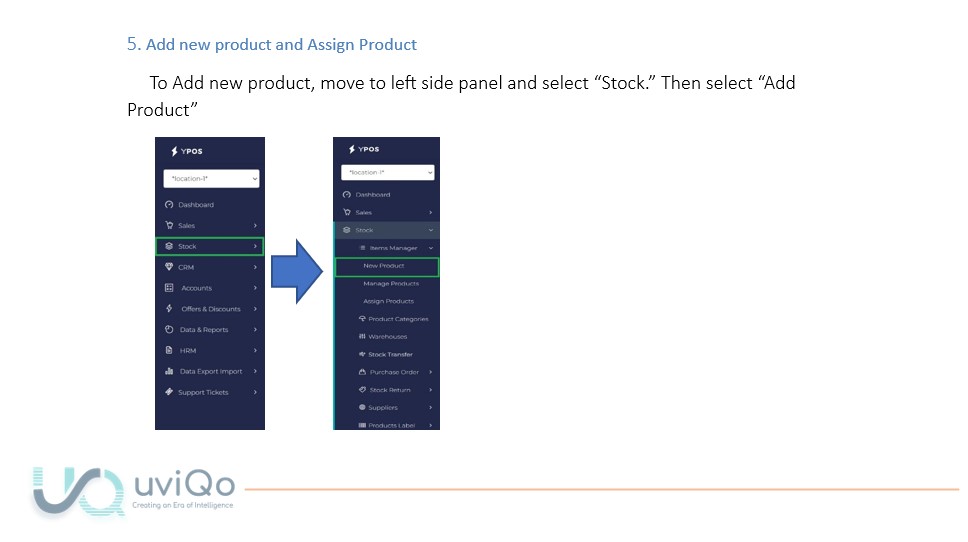 5. Add new product and Assign Product
To Add new product, move to left side panel and select “Stock.” Then select “Add
Product”
YPOS
*location-1*
Dashboard
Sales
Stock
CRM
Accounts
Offers & Discounts
Data & Reports
HRM
Data Export Import
Support Tickets
YPOS
*location-1*
Dashboard
Sales
Stock
Items Manager
New Product
Manage Products
Assign Products
Product Categories
Warehouses
Stock Transfer
Purchase Order
Stock Return
Suppliers
Products Label
uviQo
Creating an Era of Intelligence